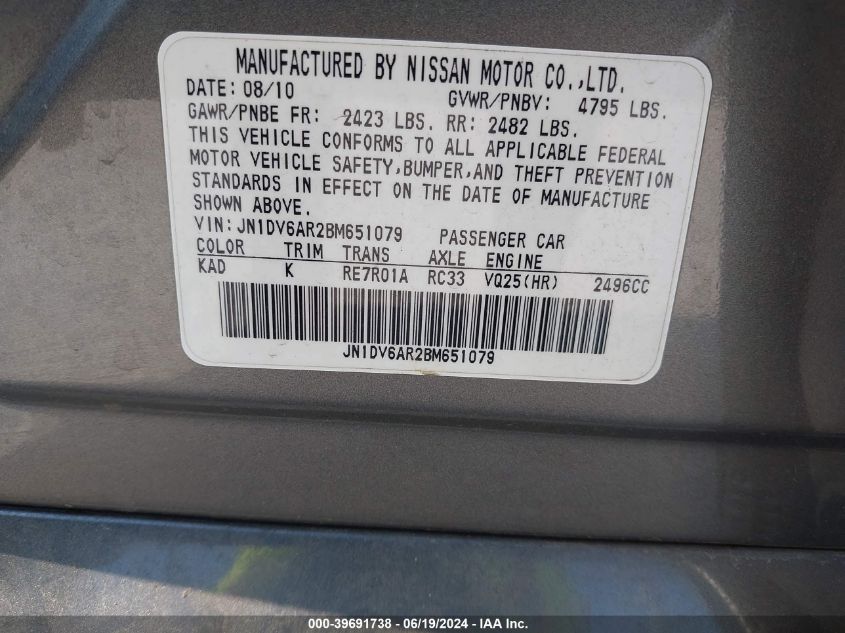 MANUFACTURED BY NISSAN MOTOR CO.,LTD.
DATE: 08/10 GVWR/PNBV: 4795 LBS.
GAWR/PNBE FR: 2423 LBS. RR: 2482 LBS.
THIS VEHICLE CONFORMS TO ALL APPLICABLE FEDERAL
MOTOR VEHICLE SAFETY,BUMPER,AND THEFT PREVENTION
STANDARDS IN EFFECT ON THE DATE OF MANUFACTURE
SHOWN ABOVE.
VIN: JN1DV6AR2BM651079 PASSENGER CAR
COLOR TRIM TRANS AXLE ENGINE
KAD K RE7R01A RC33 VQ25(HR) 2496CC
JN1DV6AR2BM651079
000-39691738 - 06/19/2024 - IAA Inc.